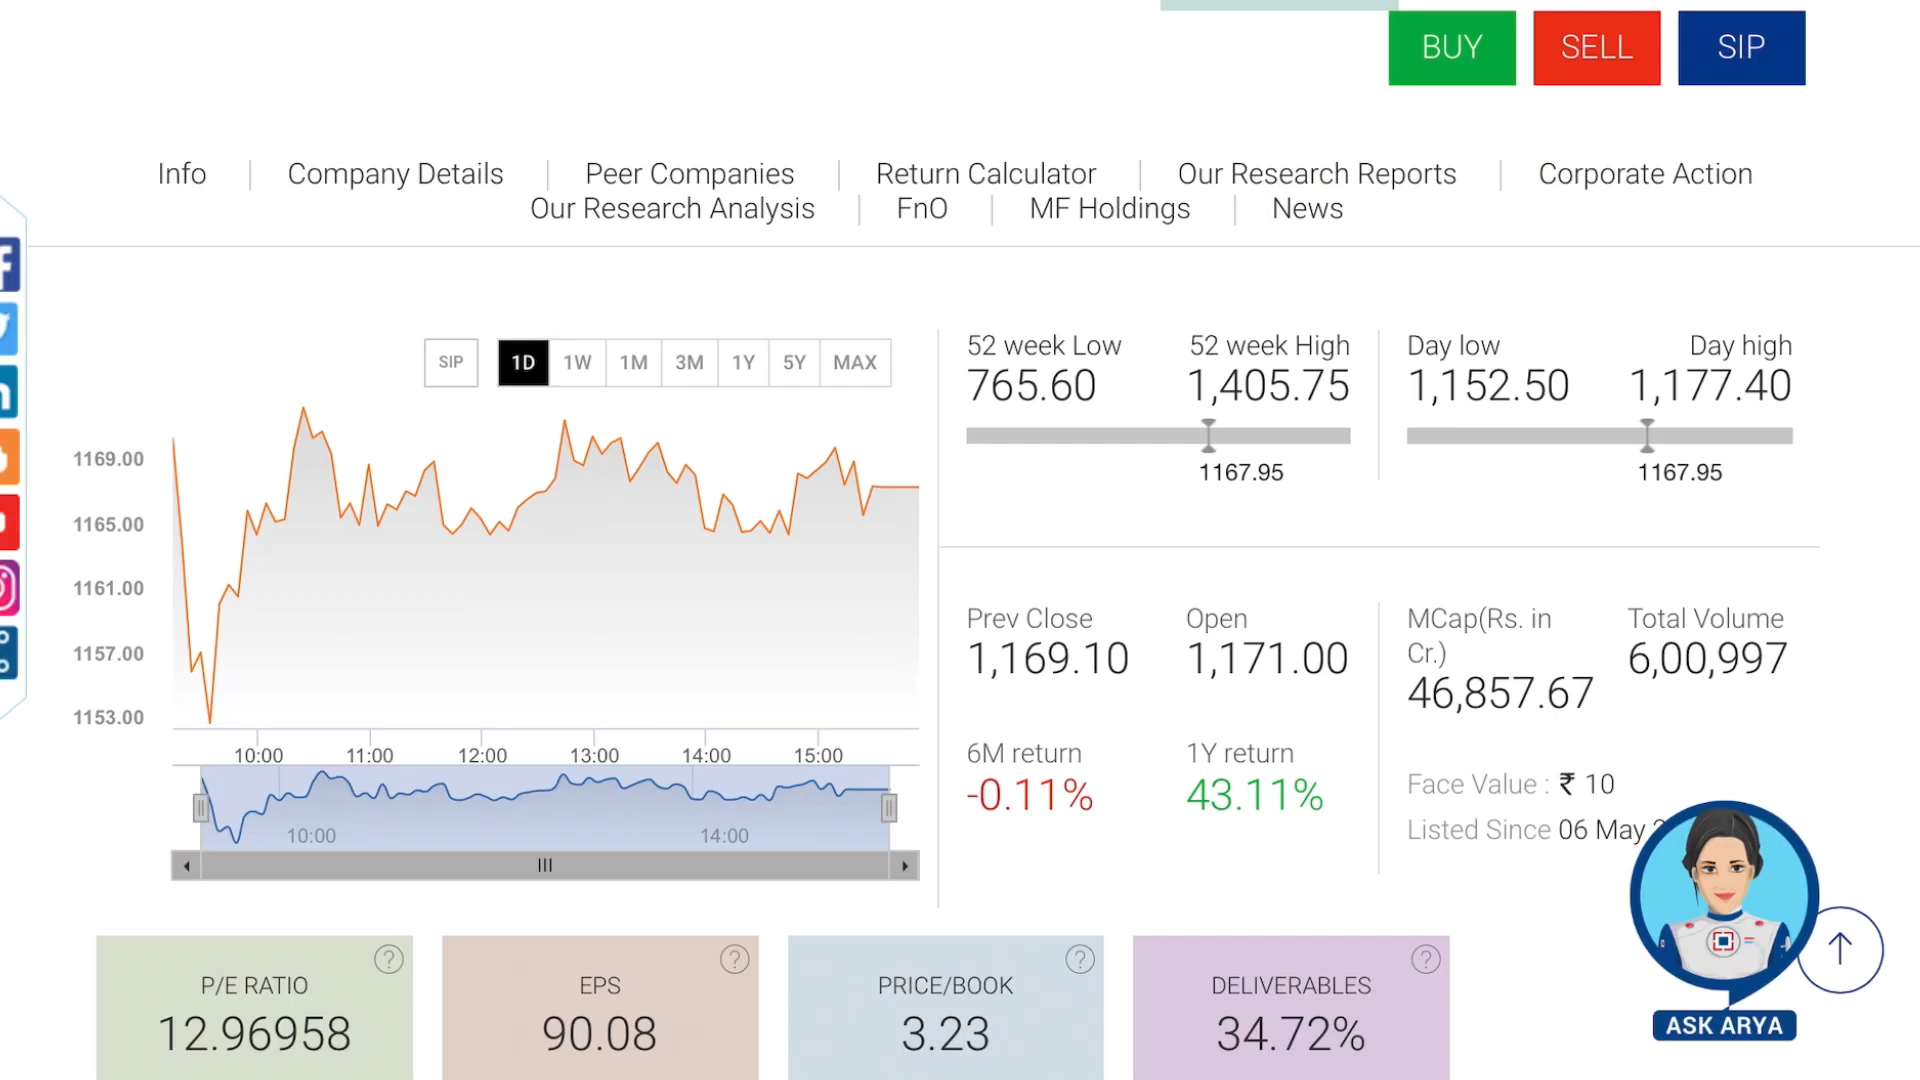 BUY
SELL
SIP
Info
Company Details
Peer Companies
Return Calculator
Our Research Reports
Corporate Action
Our Research Analysis
FnO
MF Holdings
News
SIP
1D
1W
1M
3M
1Y
5Y
MAX
1169.00
1165.00
1161.00
1157.00
1153.00
10:00
11:00
12:00
13:00
14:00
15:00
10:00
14:00
52 week Low
765.60
52 week High
1,405.75
1167.95
Day low
1,152.50
Day high
1,177.40
1167.95
Prev Close
1,169.10
Open
1,171.00
MCap(Rs. in
Cr.)
46,857.67
Total Volume
6,00,997
6M return
-0.11%
1Y return
43.11%
Face Value : ₹ 10
Listed Since 06 May
P/E RATIO
12.96958
?
EPS
90.08
?
PRICE/BOOK
3.23
?
DELIVERABLES
34.72%
?
ASK ARYA